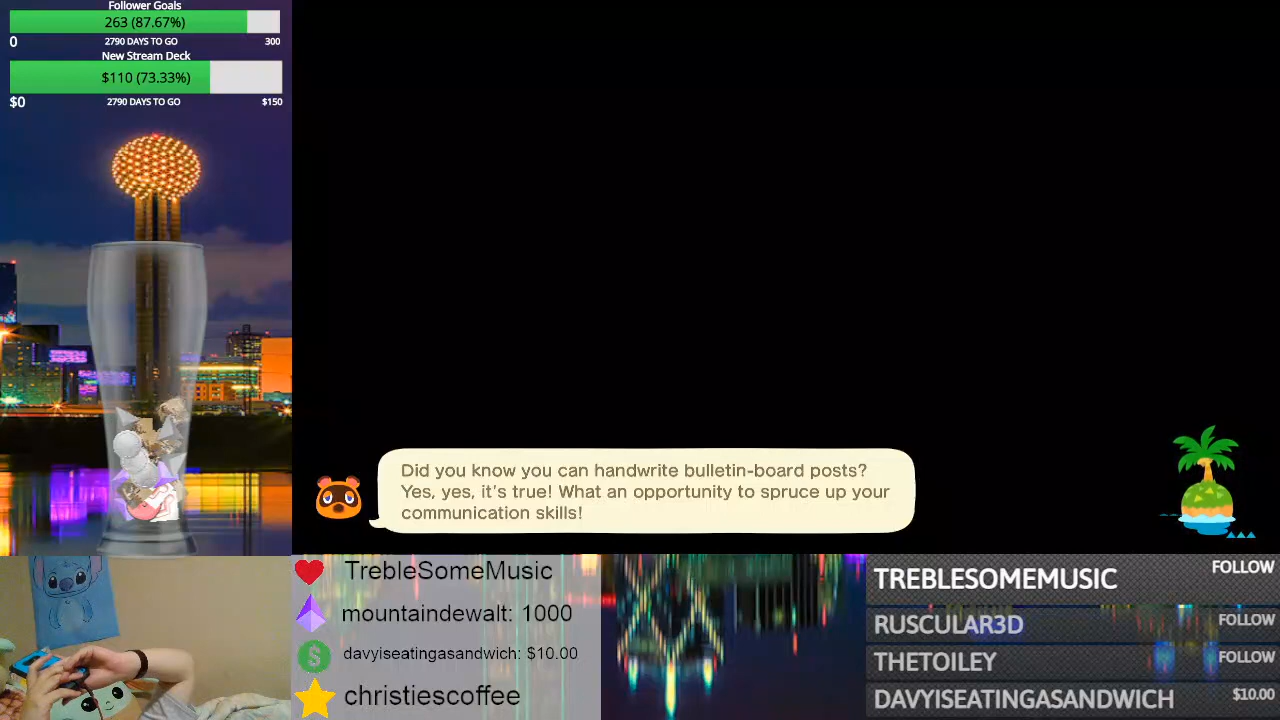 Follower Goals
263 (87.67%)
0 2790 DAYS TO GO 300
New Stream Deck
$110 (73.33%)
$0 2790 DAYS TO GO $150
Did you know you can handwrite bulletin-board posts?
Yes, yes, it's true! What an opportunity to spruce up your
communication skills!
TrebleSomeMusic
mountaindewalt: 1000
davyiseatingasandwich: $10.00
christiescoffee
TREBLESOMEMUSIC FOLLOW
RUSCULAR3D FOLLOW
THETOILEY FOLLOW
DAVYISEATINGASANDWICH $10.00